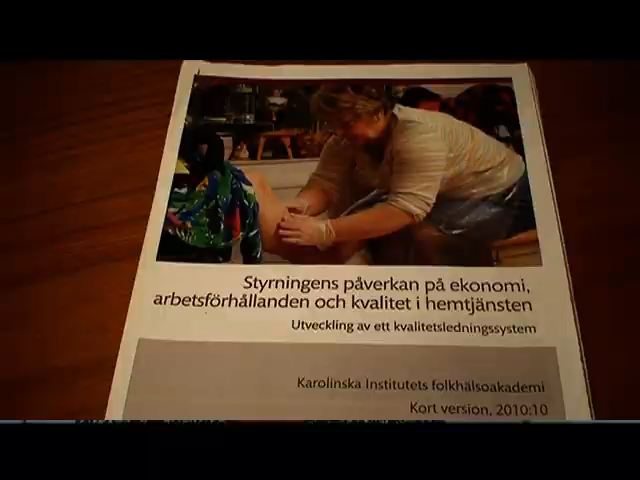 Styrningens påverkan på ekonomi,
arbetsförhållanden och kvalitet i hemtjänsten
Utveckling av ett kvalitetsledningssystem
Karolinska Institutets folkhälsoakademi
Kort version, 2010:10